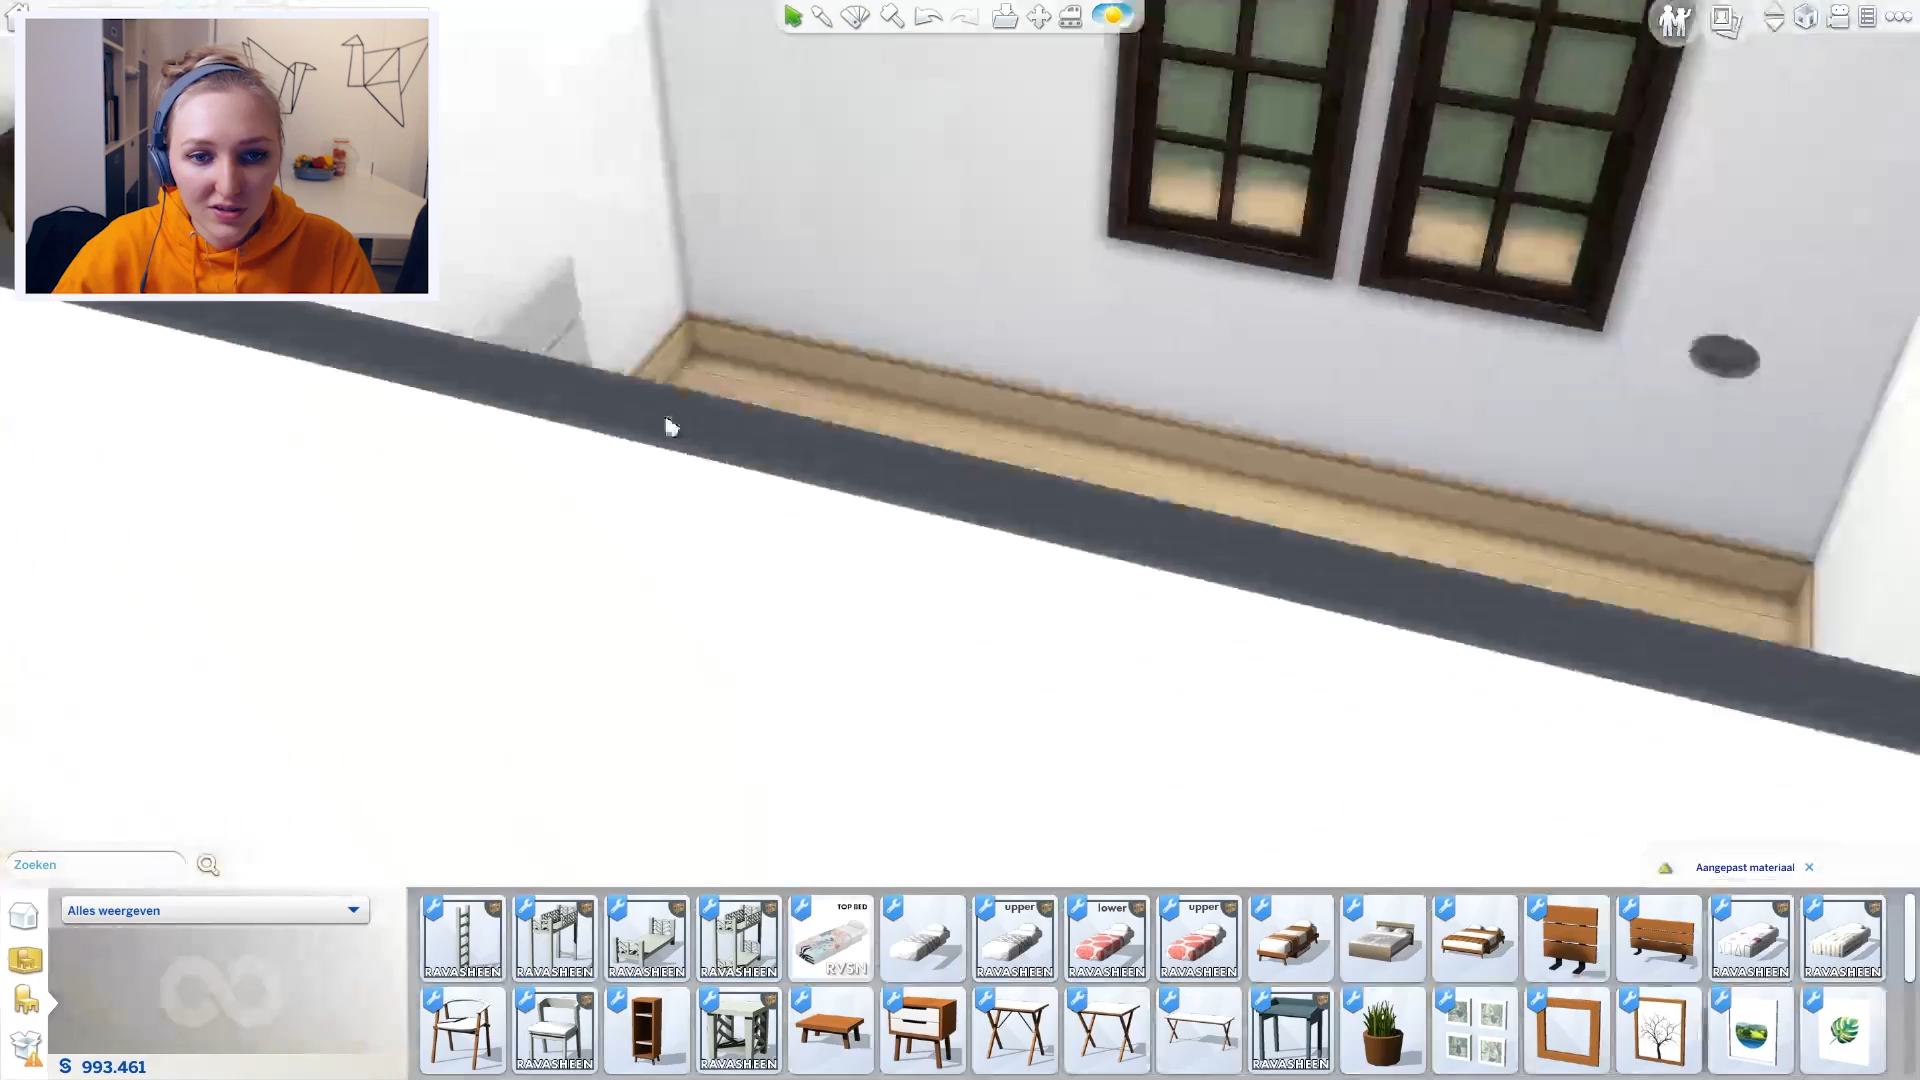 Zoeken
Aangepast materiaal
Alles weergeven
RAVASHEEN
RAVASHEEN
RAVASHEEN
RAVASHEEN
TOP BED
RVSN
upper
RAVASHEEN
lower
RAVASHEEN
upper
RAVASHEEN
RAVASHEEN
RAVASHEEN
RAVASHEEN
RAVASHEEN
RAVASHEEN
§ 993.461